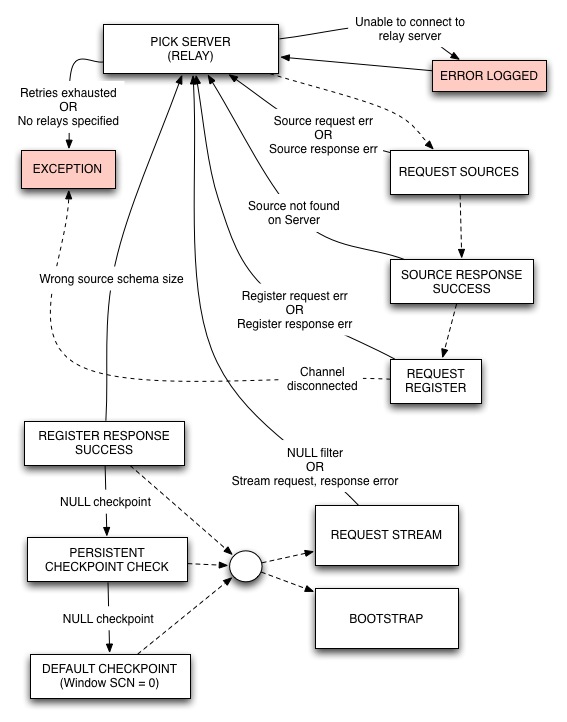 Unable to connect to
relay server
PICK SERVER
(RELAY)
ERROR LOGGED
Retries exhausted
OR
No relays specified
Source request err
OR
Source response err
EXCEPTION
REQUEST SOURCES
Source not found
on Server
Wrong source schema size
SOURCE RESPONSE
SUCCESS
Register request err
OR
Register response err
Channel
disconnected
REQUEST
REGISTER
REGISTER RESPONSE
SUCCESS
NULL filter
OR
Stream request, response error
NULL checkpoint
REQUEST STREAM
PERSISTENT
CHECKPOINT CHECK
NULL checkpoint
BOOTSTRAP
DEFAULT CHECKPOINT
(Window SCN = 0)